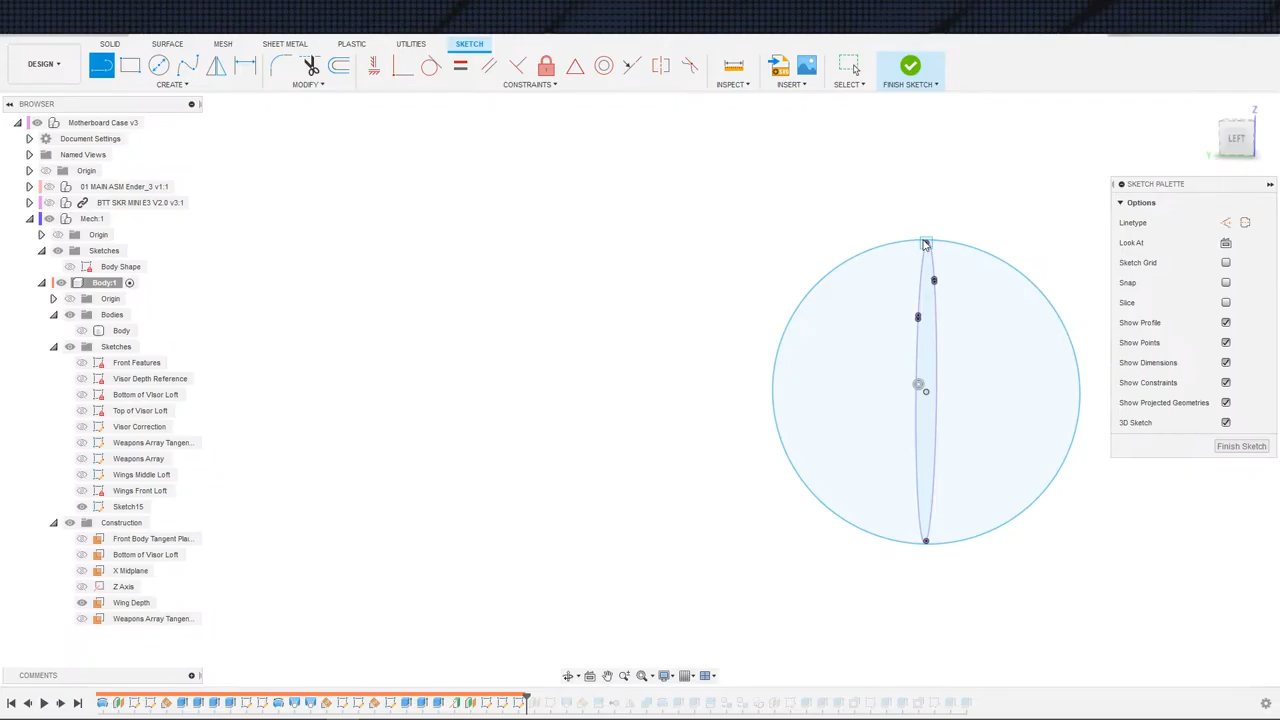 SOLID SURFACE MESH SHEET METAL PLASTIC UTILITIES SKETCH
DESIGN
CREATE MODIFY CONSTRAINTS INSPECT INSERT SELECT FINISH SKETCH
BROWSER
Motherboard Case v3
Document Settings
Named Views
Origin
01 MAIN ASM Ender_3 v1:1
BTT SKR MINI E3 V2.0 v3:1
Mech:1
Origin
Sketches
Body Shape
Body:1
Origin
Bodies
Body
Sketches
Front Features
Visor Depth Reference
Bottom of Visor Loft
Top of Visor Loft
Visor Correction
Weapons Array Tangen...
Weapons Array
Wings Middle Loft
Wings Front Loft
Sketch15
Construction
Front Body Tangent Pla...
Bottom of Visor Loft
X Midplane
Z Axis
Wing Depth
Weapons Array Tangen...
COMMENTS
Z
LEFT
Y
SKETCH PALETTE
Options
Linetype
Look At
Sketch Grid
Snap
Slice
Show Profile
Show Points
Show Dimensions
Show Constraints
Show Projected Geometries
3D Sketch
Finish Sketch